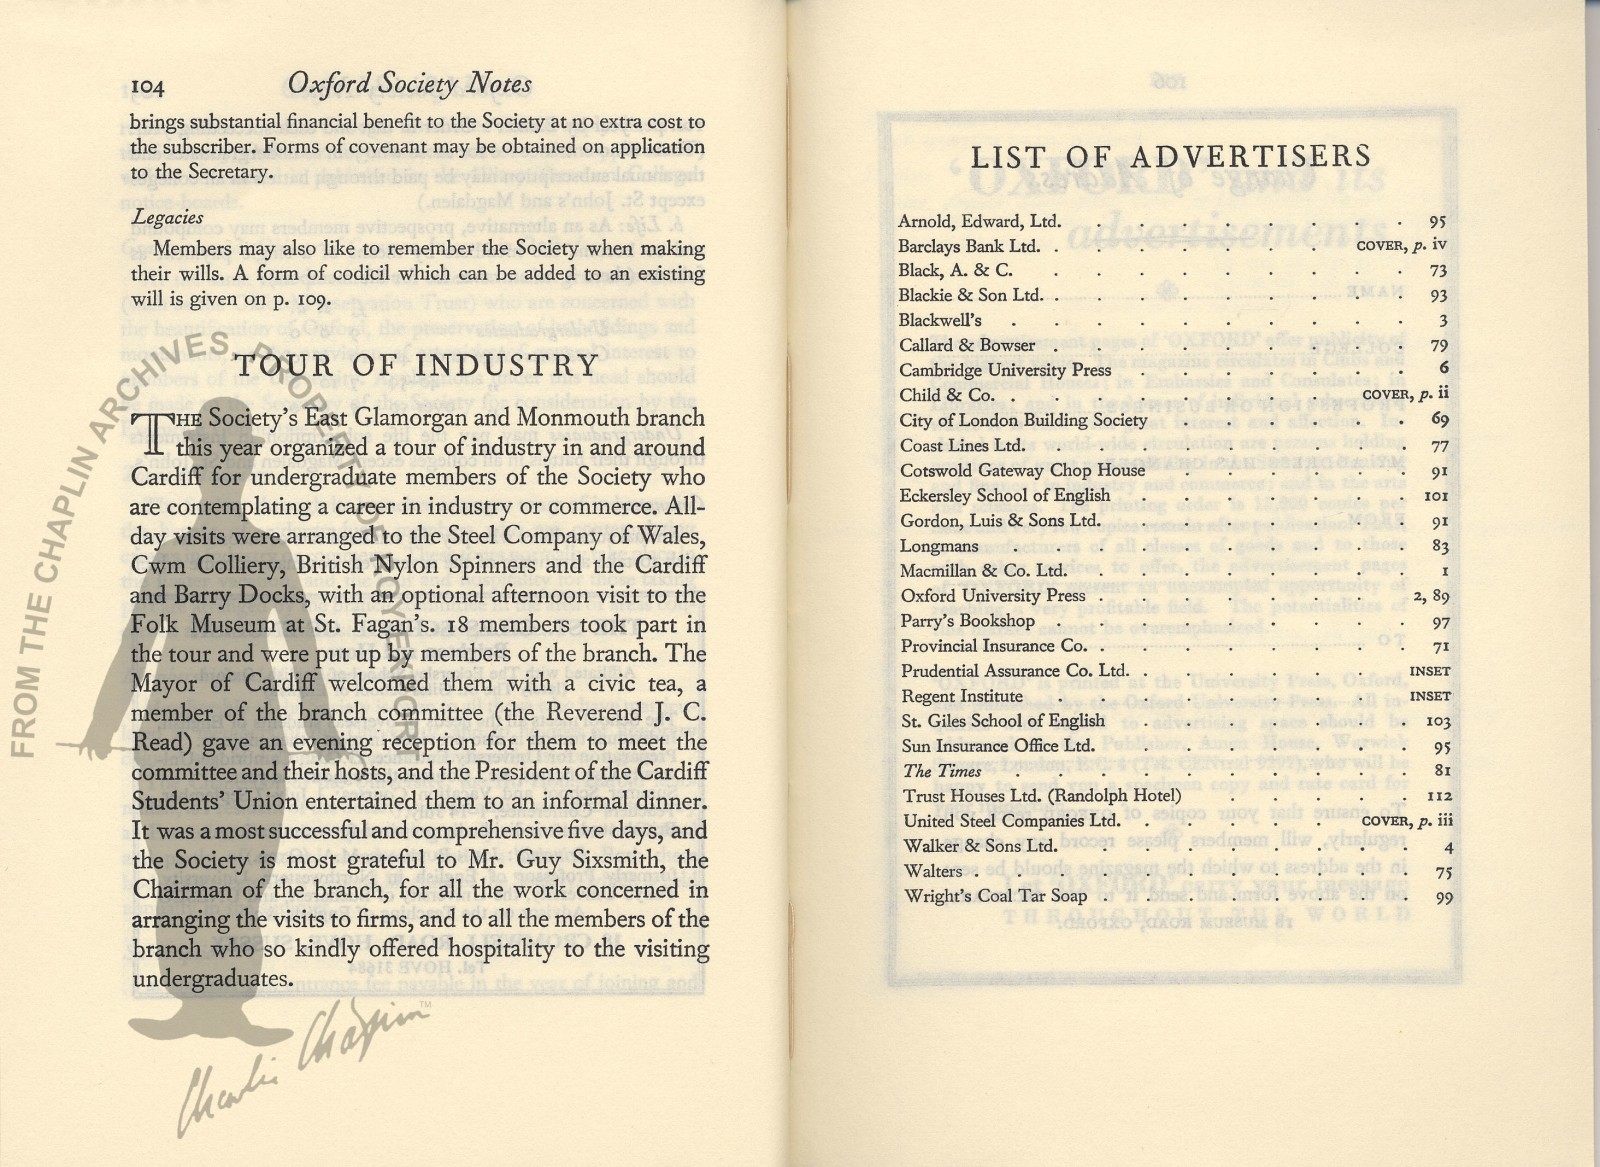 104 Oxford Society Notes
brings substantial financial benefit to the Society at no extra cost to
the subscriber. Forms of covenant may be obtained on application
to the Secretary.
Legacies
Members may also like to remember the Society when making
their wills. A form of codicil which can be added to an existing
will is given on p. 109.
TOUR OF INDUSTRY
THE Society's East Glamorgan and Monmouth branch
this year organized a tour of industry in and around
Cardiff for undergraduate members of the Society who
are contemplating a career in industry or commerce. All-
day visits were arranged to the Steel Company of Wales,
Cwm Colliery, British Nylon Spinners and the Cardiff
and Barry Docks, with an optional afternoon visit to the
Folk Museum at St. Fagan's. 18 members took part in
the tour and were put up by members of the branch. The
Mayor of Cardiff welcomed them with a civic tea, a
member of the branch committee (the Reverend J. C.
Read) gave an evening reception for them to meet the
committee and their hosts, and the President of the Cardiff
Students' Union entertained them to an informal dinner.
It was a most successful and comprehensive five days, and
the Society is most grateful to Mr. Guy Sixsmith, the
Chairman of the branch, for all the work concerned in
arranging the visits to firms, and to all the members of the
branch who so kindly offered hospitality to the visiting
undergraduates.
FROM THE CHAPLIN ARCHIVES, PROPERTY OF ROY EXPORT
Charlie Chaplin™
LIST OF ADVERTISERS
Arnold, Edward, Ltd. 95
Barclays Bank Ltd. COVER, p. iv
Black, A. & C. 73
Blackie & Son Ltd. 93
Blackwell's 3
Callard & Bowser 79
Cambridge University Press 6
Child & Co. COVER, p. ii
City of London Building Society 69
Coast Lines Ltd. 77
Cotswold Gateway Chop House 91
Eckersley School of English 101
Gordon, Luis & Sons Ltd. 91
Longmans 83
Macmillan & Co. Ltd. 1
Oxford University Press 2, 89
Parry's Bookshop 97
Provincial Insurance Co. 71
Prudential Assurance Co. Ltd. INSET
Regent Institute INSET
St. Giles School of English 103
Sun Insurance Office Ltd. 95
The Times 81
Trust Houses Ltd. (Randolph Hotel) 112
United Steel Companies Ltd. COVER, p. iii
Walker & Sons Ltd. 4
Walters 75
Wright's Coal Tar Soap 99